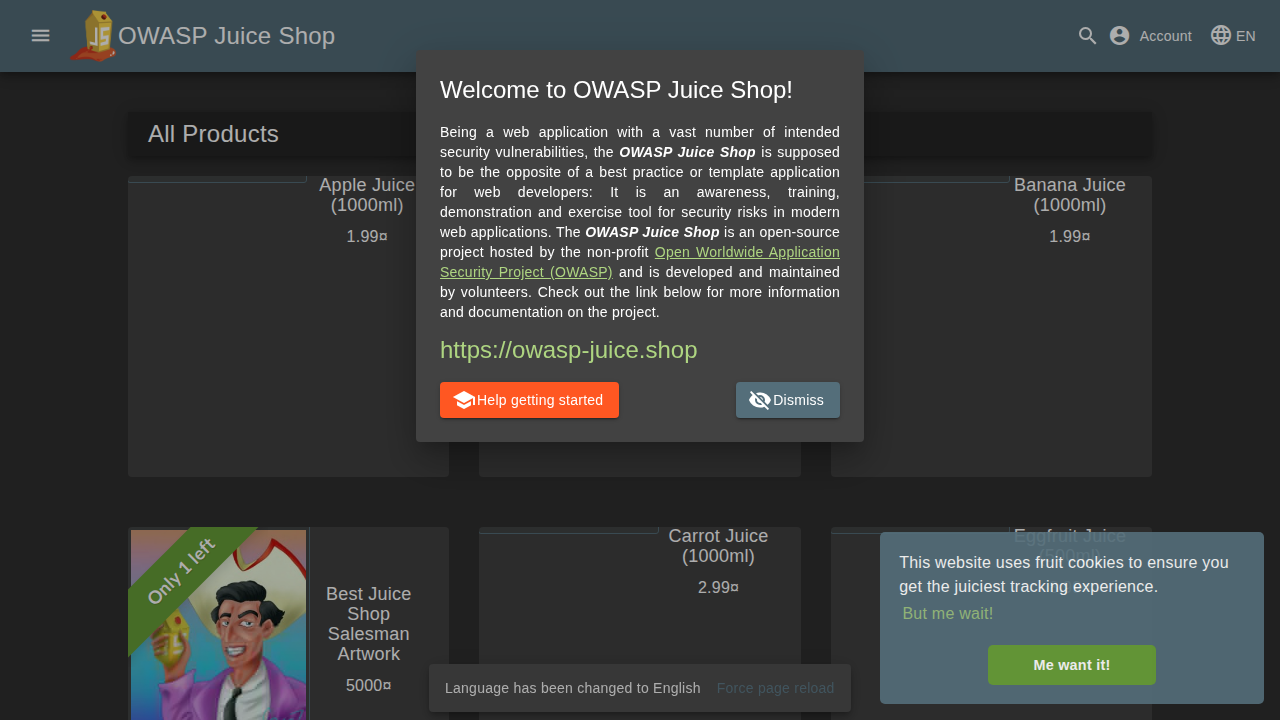 OWASP Juice Shop
Account
EN
Welcome to OWASP Juice Shop!
Being a web application with a vast number of intended
security vulnerabilities, the OWASP Juice Shop is supposed
to be the opposite of a best practice or template application
for web developers: It is an awareness, training,
demonstration and exercise tool for security risks in modern
web applications. The OWASP Juice Shop is an open-source
project hosted by the non-profit Open Worldwide Application
Security Project (OWASP) and is developed and maintained
by volunteers. Check out the link below for more information
and documentation on the project.
https://owasp-juice.shop
Help getting started
Dismiss
All Products
Apple Juice
(1000ml)
1.99¤
Banana Juice
(1000ml)
1.99¤
Only 1 left
Best Juice
Shop
Salesman
Artwork
5000¤
Carrot Juice
(1000ml)
2.99¤
Eggfruit Juice
(500ml)
This website uses fruit cookies to ensure you
get the juiciest tracking experience.
But me wait!
Me want it!
Language has been changed to English
Force page reload